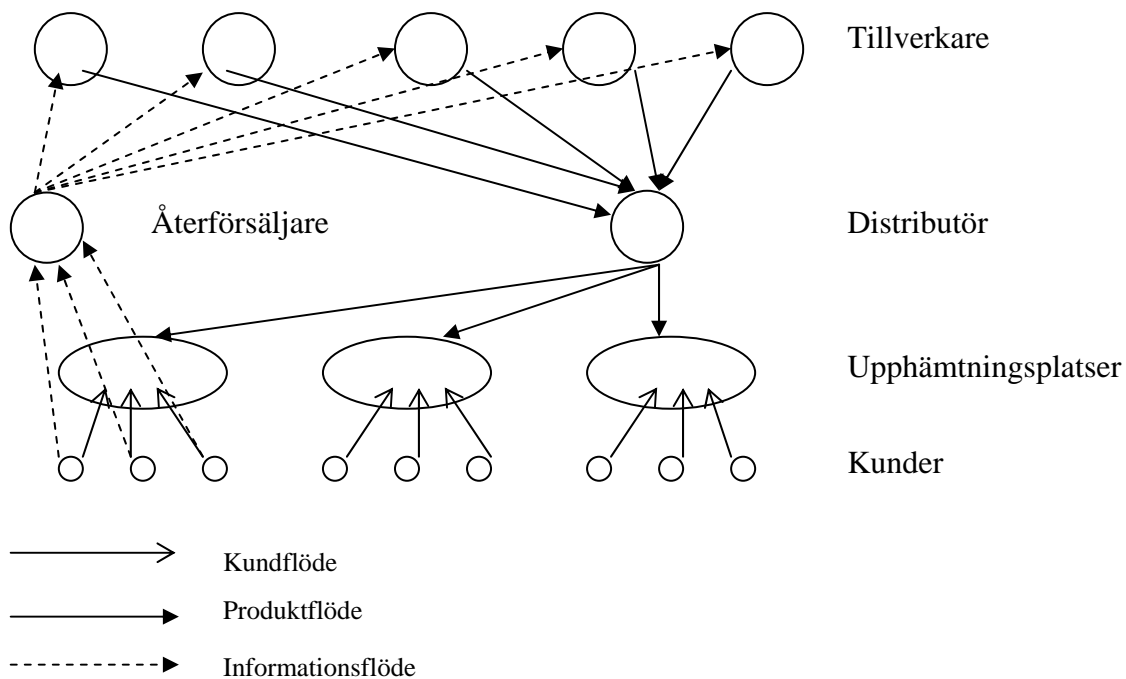 Tillverkare
Återförsäljare
Distributör
Upphämtningsplatser
Kunder
Kundflöde
Produktflöde
Informationsflöde